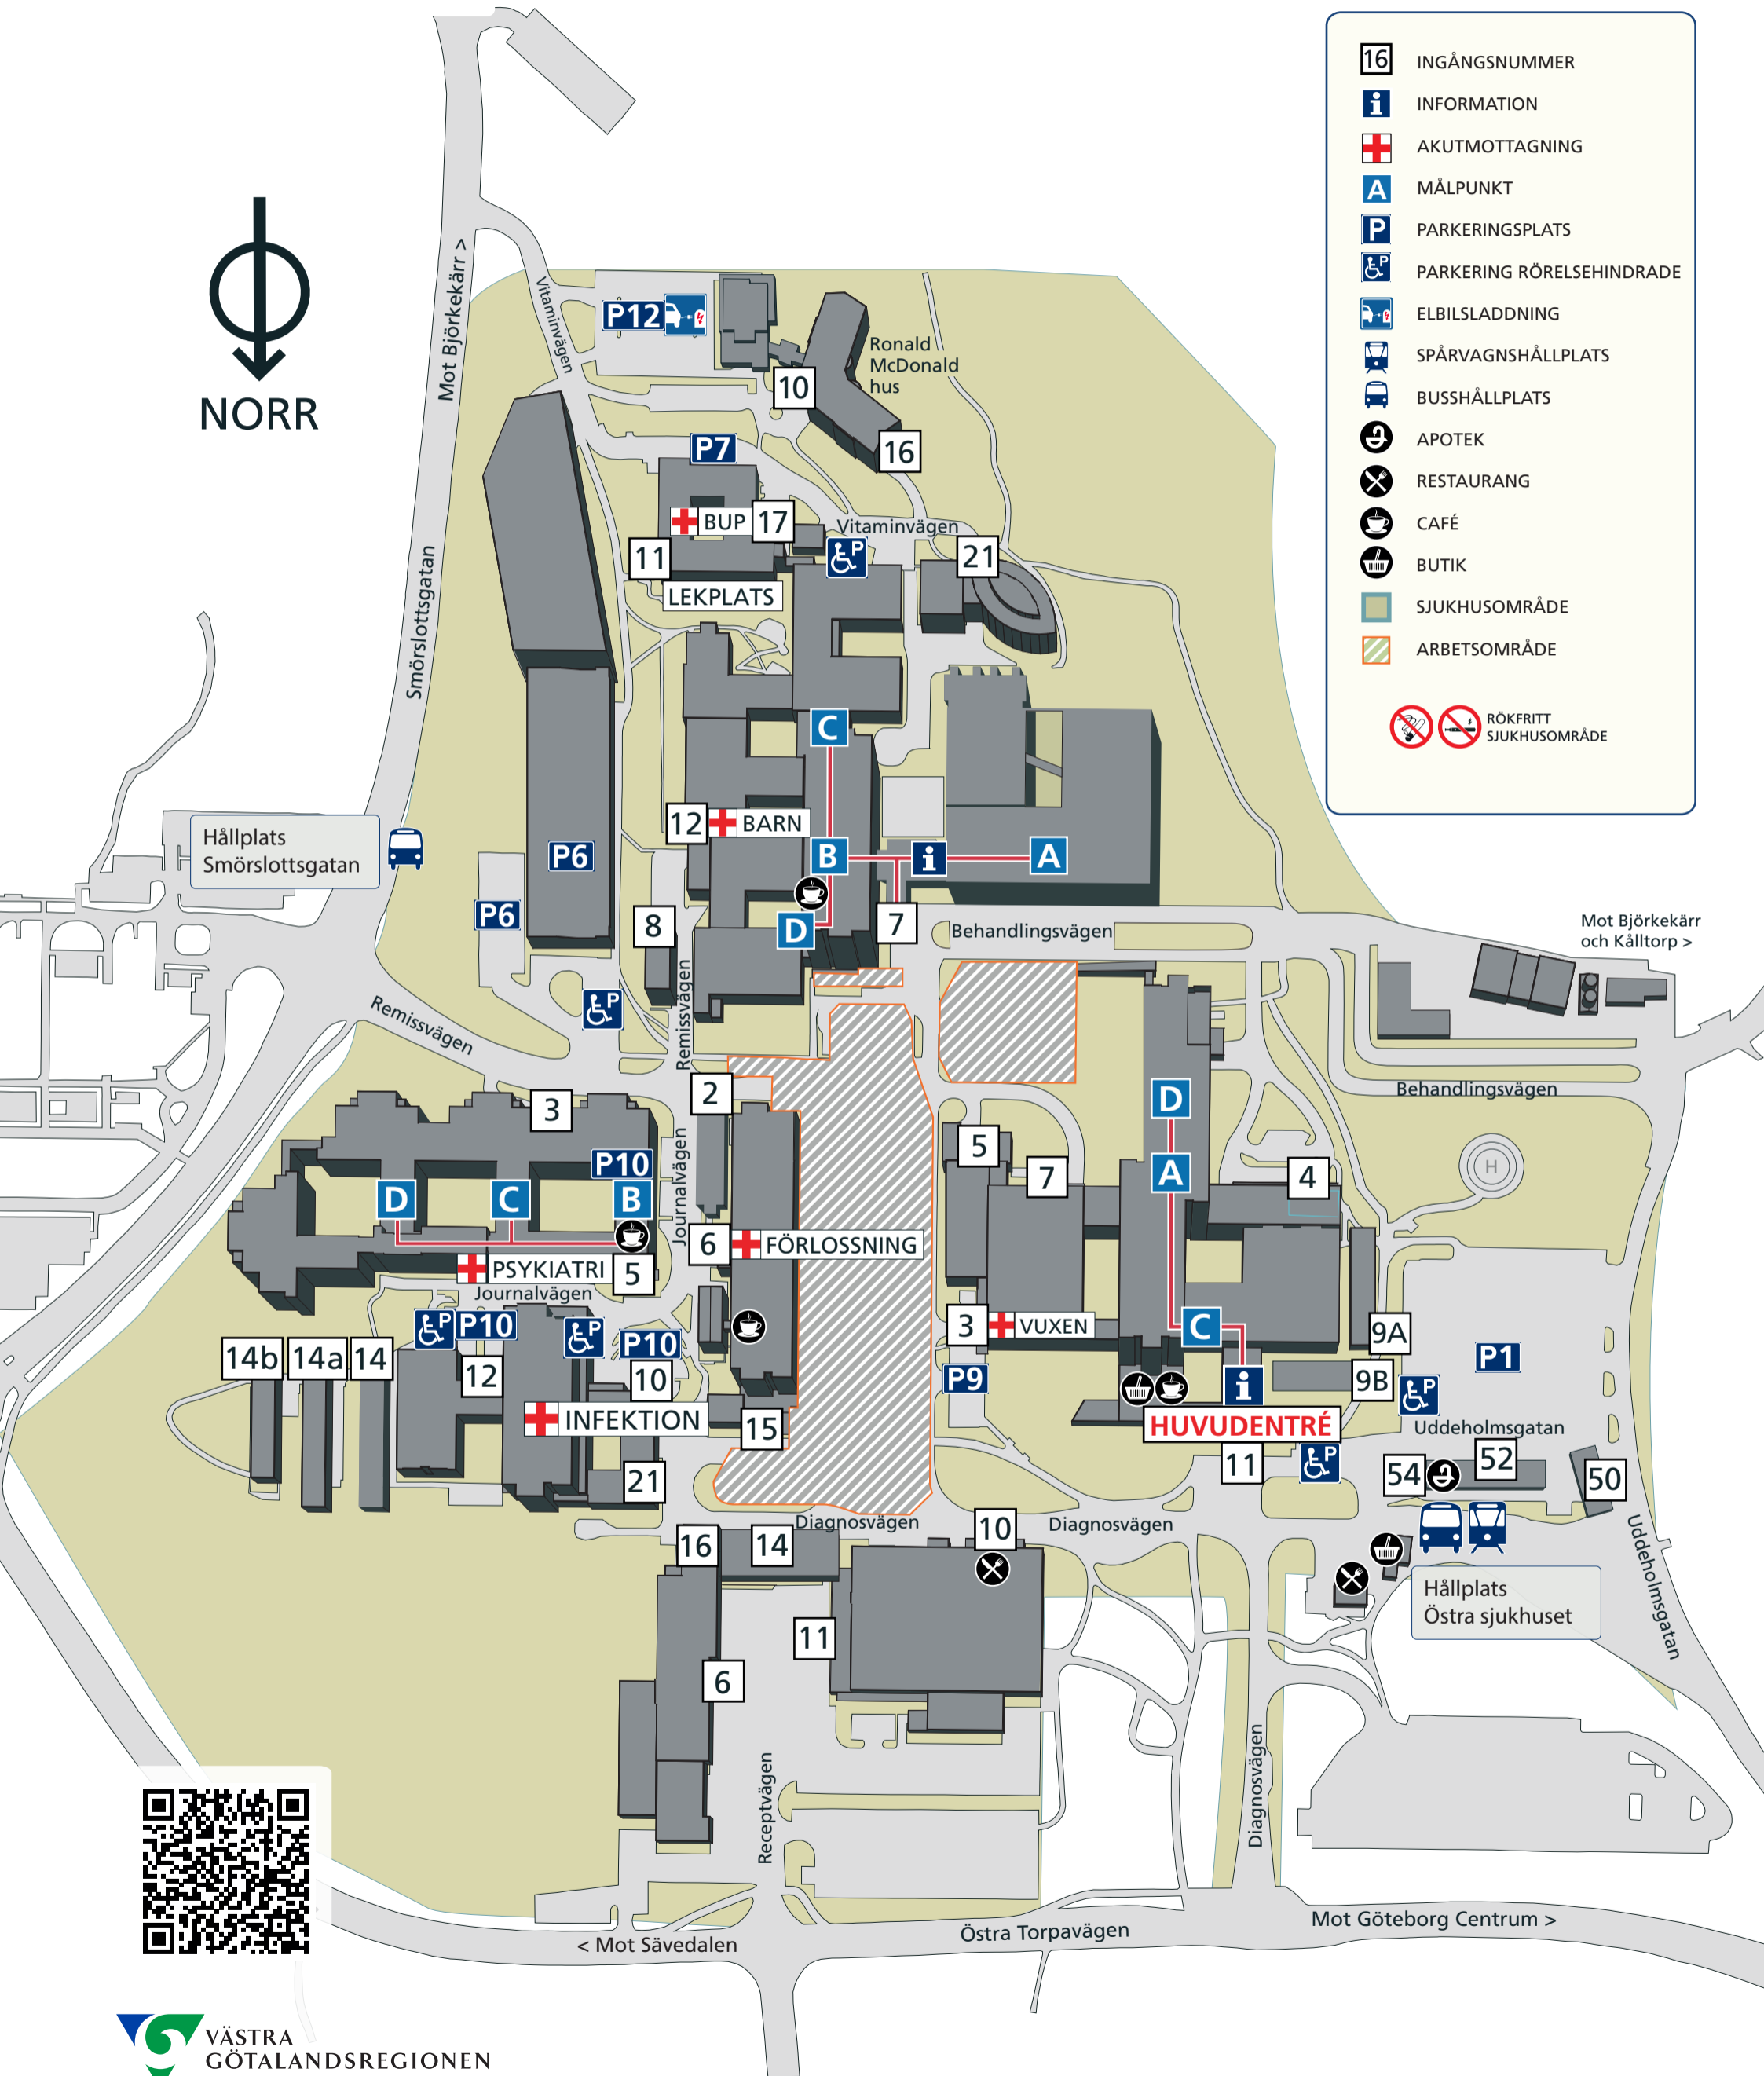 16 INGÅNGSNUMMER
i INFORMATION
AKUTMOTTAGNING
A MÅLPUNKT
P PARKERINGSPLATS
P PARKERING RÖRELSEHINDRADE
ELBILSLADDNING
SPÅRVAGNSHÅLLPLATS
BUSSHÅLLPLATS
APOTEK
RESTAURANG
CAFÉ
BUTIK
SJUKHUSOMRÅDE
ARBETSOMRÅDE
RÖKFRITT
SJUKHUSOMRÅDE
NORR
Mot Björkekärr >
Vitaminvägen
P12
Ronald
McDonald
hus
10
16
P7
BUP 17
Vitaminvägen
11
P
21
LEKPLATS
Smörslottsgatan
C
12 BARN
Hållplats
Smörslottsgatan
P6
B
i
A
P6
8
D
7
Behandlingsvägen
Mot Björkekärr
och Kålltorp >
P
Remissvägen
Remissvägen
Behandlingsvägen
2
3
D
5
P10
7
A
4
H
D
C
B
Journalvägen
6 FÖRLOSSNING
PSYKIATRI 5
Journalvägen
P
P10
P
P10
3 VUXEN
C
9A
14b
14a
14
12
10
P9
i
9B
P1
P
INFEKTION
15
HUVUDENTRÉ
Uddeholmsgatan
11
P
54
52
50
21
Diagnosvägen
10
Diagnosvägen
16
14
Uddeholmsgatan
Hållplats
Östra sjukhuset
11
6
Receptvägen
Diagnosvägen
< Mot Sävedalen
Östra Torpavägen
Mot Göteborg Centrum >
VÄSTRA
GÖTALANDSREGIONEN